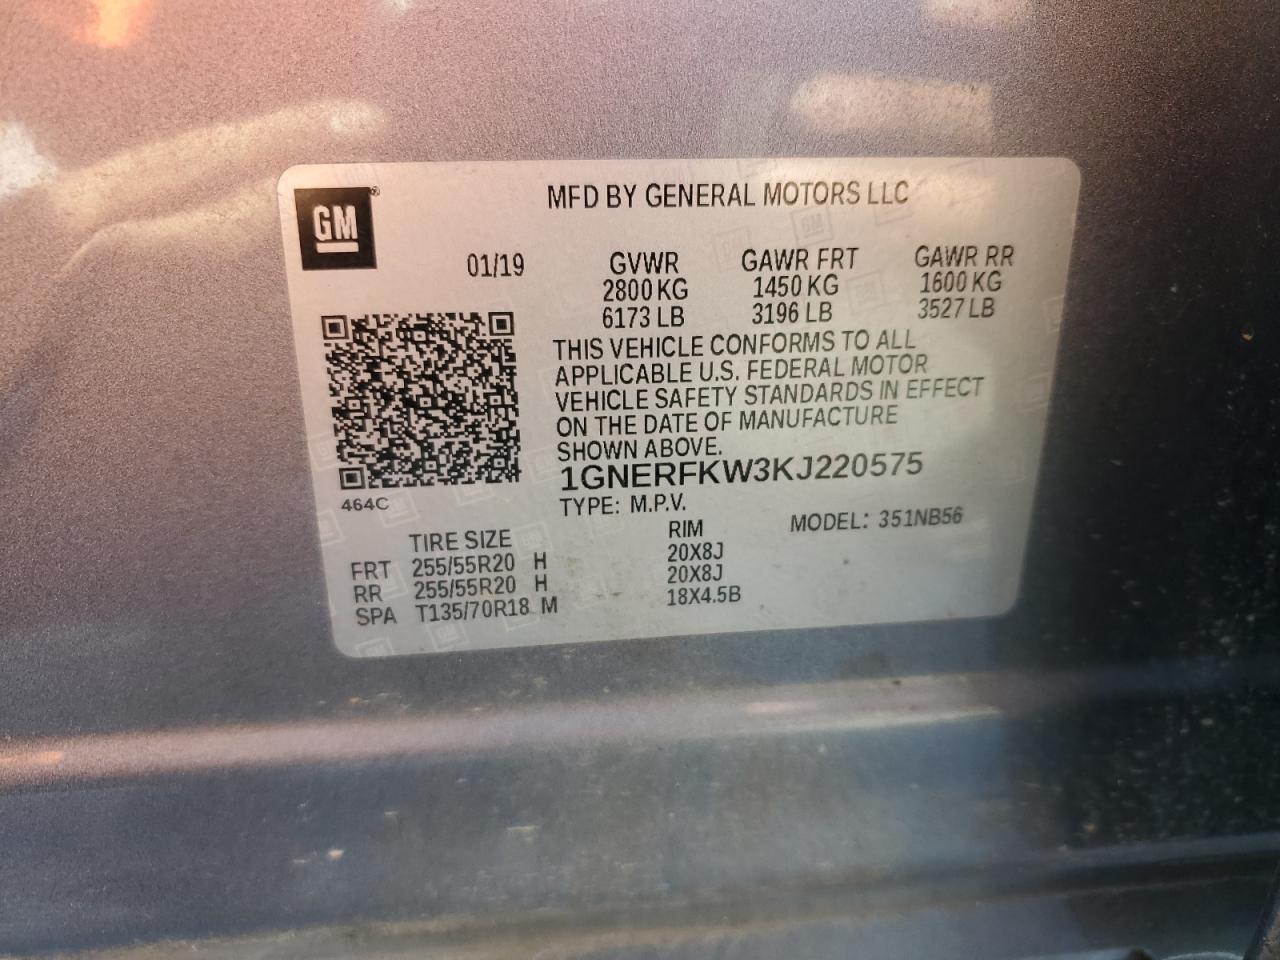 GM
MFD BY GENERAL MOTORS LLC
01/19 GVWR GAWR FRT GAWR RR
2800 KG 1450 KG 1600 KG
6173 LB 3196 LB 3527 LB
THIS VEHICLE CONFORMS TO ALL
APPLICABLE U.S. FEDERAL MOTOR
VEHICLE SAFETY STANDARDS IN EFFECT
ON THE DATE OF MANUFACTURE
SHOWN ABOVE.
1GNERFKW3KJ220575
464C
TYPE: M.P.V. MODEL: 351NB56
TIRE SIZE RIM
FRT 255/55R20 H 20X8J
RR 255/55R20 H 20X8J
SPA T135/70R18 M 18X4.5B